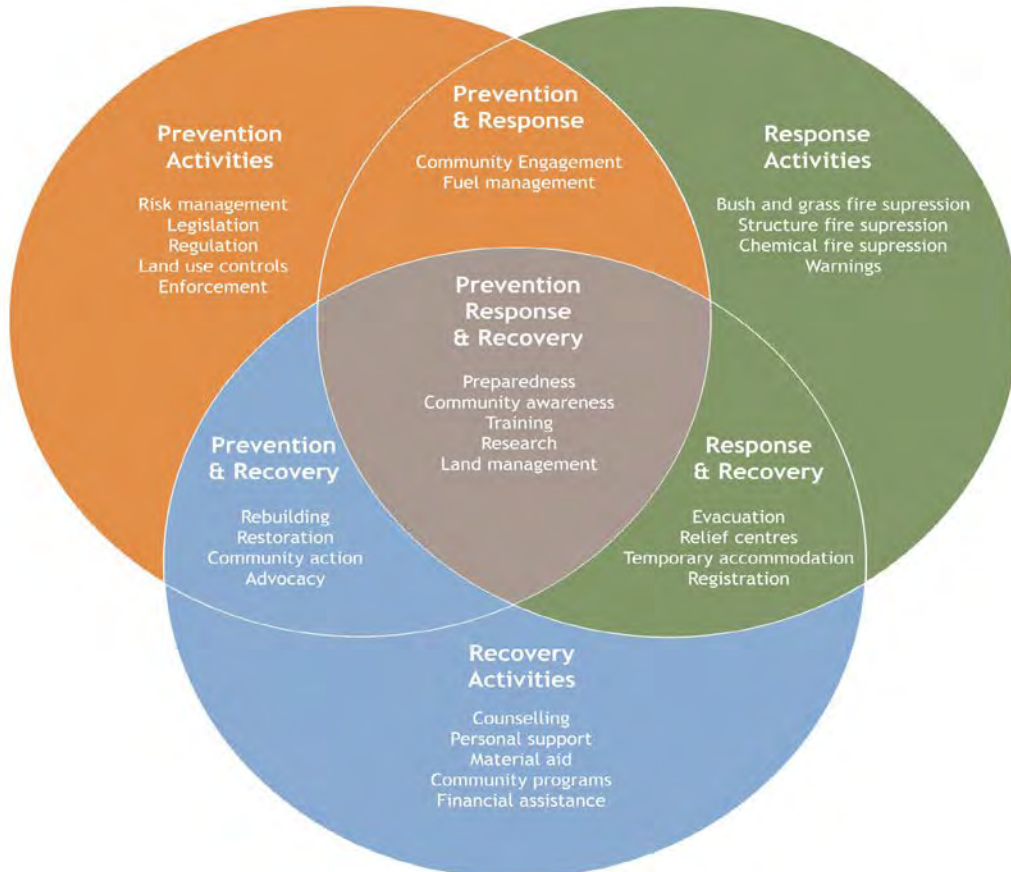 Prevention
& Response
Community Engagement
Fuel management
Prevention
Activities
Risk management
Legislation
Regulation
Land use controls
Enforcement
Response
Activities
Bush and grass fire supression
Structure fire supression
Chemical fire supression
Warnings
Prevention
Response
& Recovery
Preparedness
Community awareness
Training
Research
Land management
Prevention
& Recovery
Rebuilding
Restoration
Community action
Advocacy
Response
& Recovery
Evacuation
Relief centres
Temporary accommodation
Registration
Recovery
Activities
Counselling
Personal support
Material aid
Community programs
Financial assistance